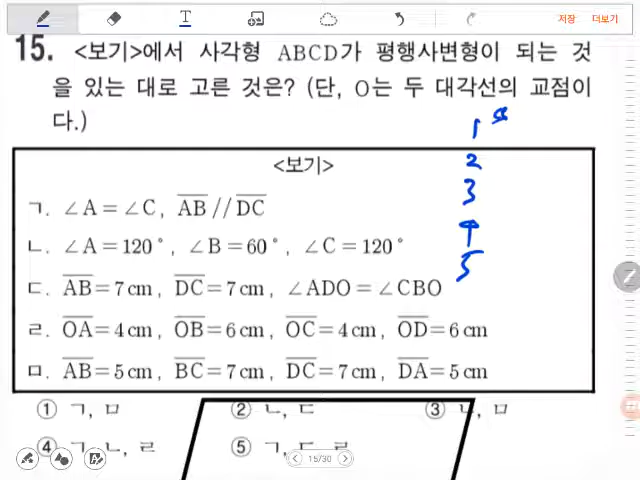 저장 더보기
15. <보기>에서 사각형 ABCD가 평행사변형이 되는 것
을 있는 대로 고른 것은? (단, O는 두 대각선의 교점이
다.)
1
2
3
4
5
<보기>
ㄱ. ∠A = ∠C, AB // DC
ㄴ. ∠A = 120°, ∠B = 60°, ∠C = 120°
ㄷ. AB = 7 cm, DC = 7 cm, ∠ADO = ∠CBO
ㄹ. OA = 4 cm, OB = 6 cm, OC = 4 cm, OD = 6 cm
ㅁ. AB = 5 cm, BC = 7 cm, DC = 7 cm, DA = 5 cm
① ㄱ, ㅁ ② ㄴ, ㄷ ③ ㄴ, ㅁ
④ ㄱ, ㄴ, ㄹ ⑤ ㄱ, ㄷ, ㄹ
15/30